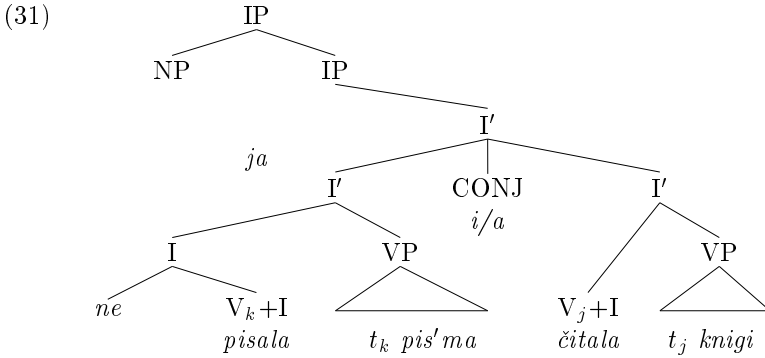 (31) IP
NP IP
I′
ja
I′ CONJ I′
i/a
I VP VP
ne V_k+I V_j+I
pisala t_k pis′ma čitala t_j knigi